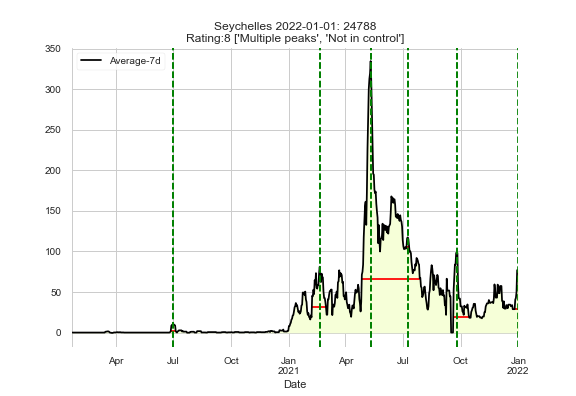 Seychelles 2022-01-01: 24788
Rating:8 ['Multiple peaks', 'Not in control']
350
Average-7d
300
250
200
150
100
50
0
Apr Jul Oct Jan Apr Jul Oct Jan
2021 2022
Date